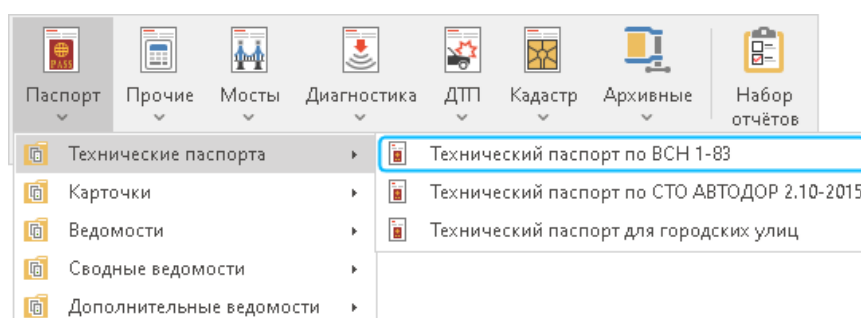 PASS
Паспорт Прочие Мосты Диагностика ДТП Кадастр Архивные Набор
отчётов
Технические паспорта Технический паспорт по ВСН 1-83
Карточки Технический паспорт по СТО АВТОДОР 2.10-2015
Ведомости Технический паспорт для городских улиц
Сводные ведомости
Дополнительные ведомости